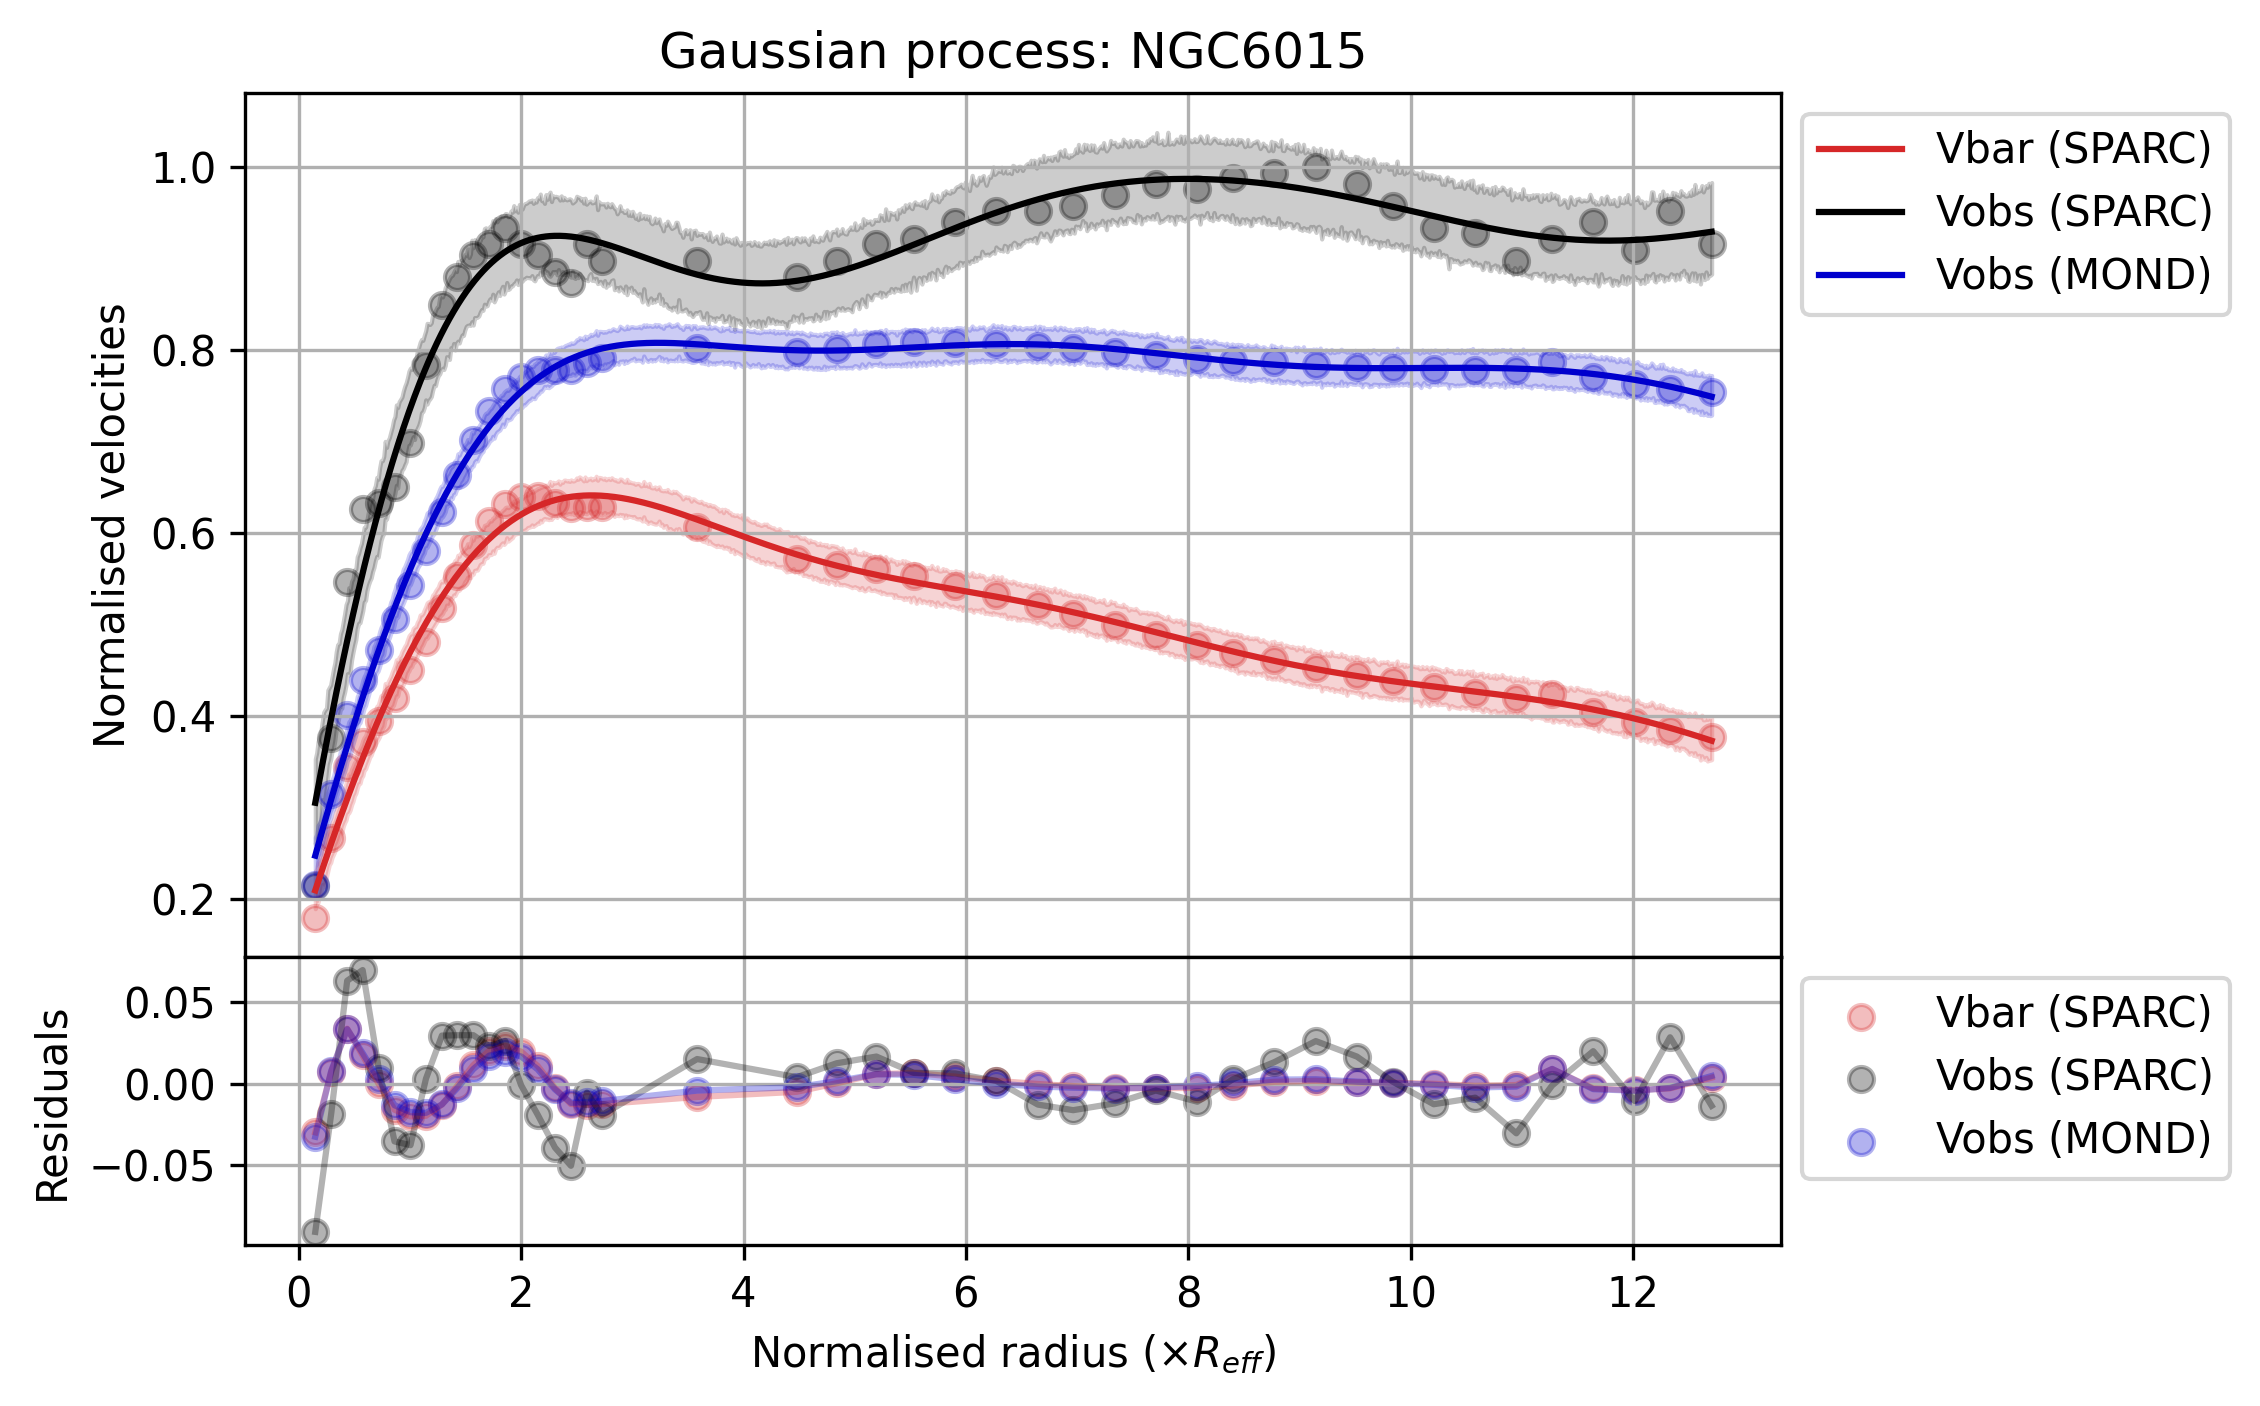 Gaussian process: NGC6015
Normalised velocities
1.0
0.8
0.6
0.4
0.2
Vbar (SPARC)
Vobs (SPARC)
Vobs (MOND)
Residuals
0.05
0.00
−0.05
Vbar (SPARC)
Vobs (SPARC)
Vobs (MOND)
0 2 4 6 8 10 12
Normalised radius (×R_eff)